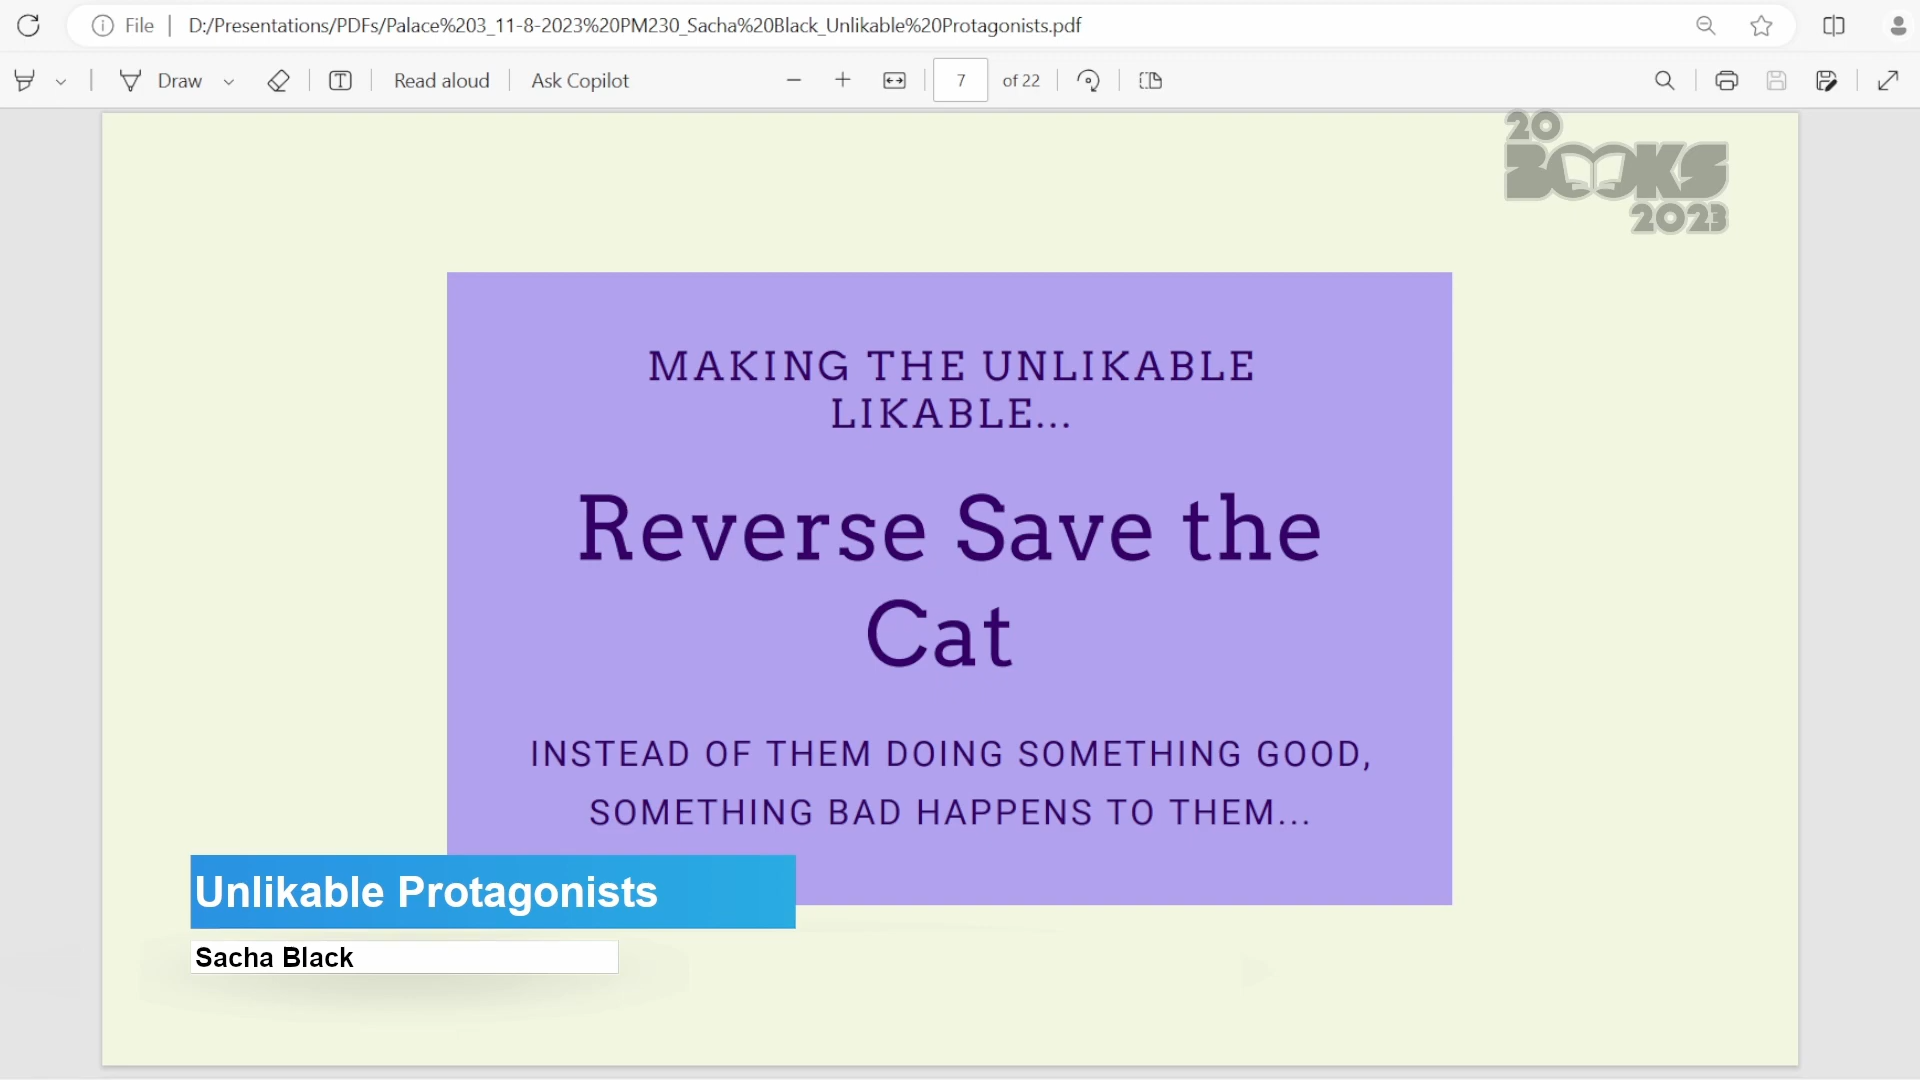 File | D:/Presentations/PDFs/Palace%203_11-8-2023%20PM230_Sacha%20Black_Unlikable%20Protagonists.pdf
Draw | Read aloud | Ask Copilot 7 of 22
20
BOOKS
2023
MAKING THE UNLIKABLE
LIKABLE...
Reverse Save the
Cat
INSTEAD OF THEM DOING SOMETHING GOOD,
SOMETHING BAD HAPPENS TO THEM...
Unlikable Protagonists
Sacha Black